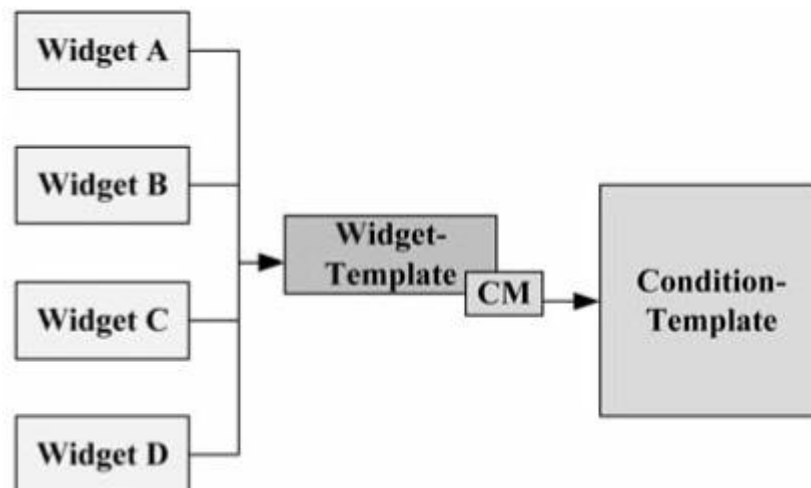 Widget A
Widget B
Widget C
Widget D
Widget-
Template
CM
Condition-
Template